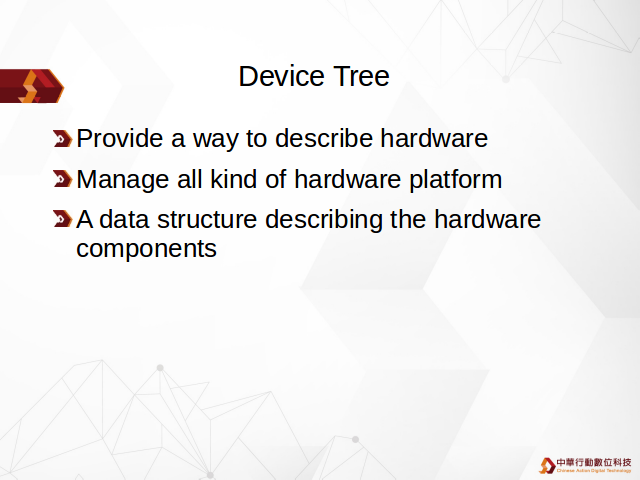 Device Tree
Provide a way to describe hardware
Manage all kind of hardware platform
A data structure describing the hardware
components
中華行動數位科技
Chinese Action Digital Technology